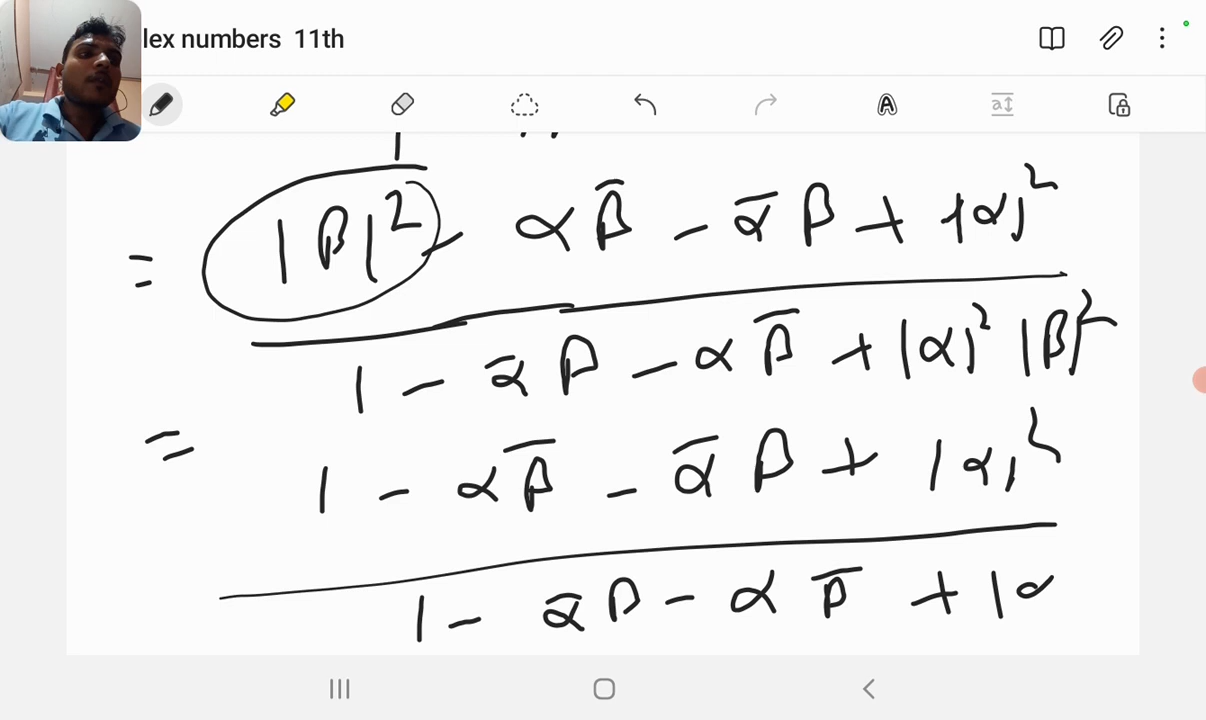 lex numbers 11th
= |β|² - αβ̄ - ᾱβ + |α|²
1 - ᾱβ - αβ̄ + |α|² |β|²
= 1 - αβ̄ - ᾱβ + |α|²
1 - ᾱβ - αβ̄ + |α